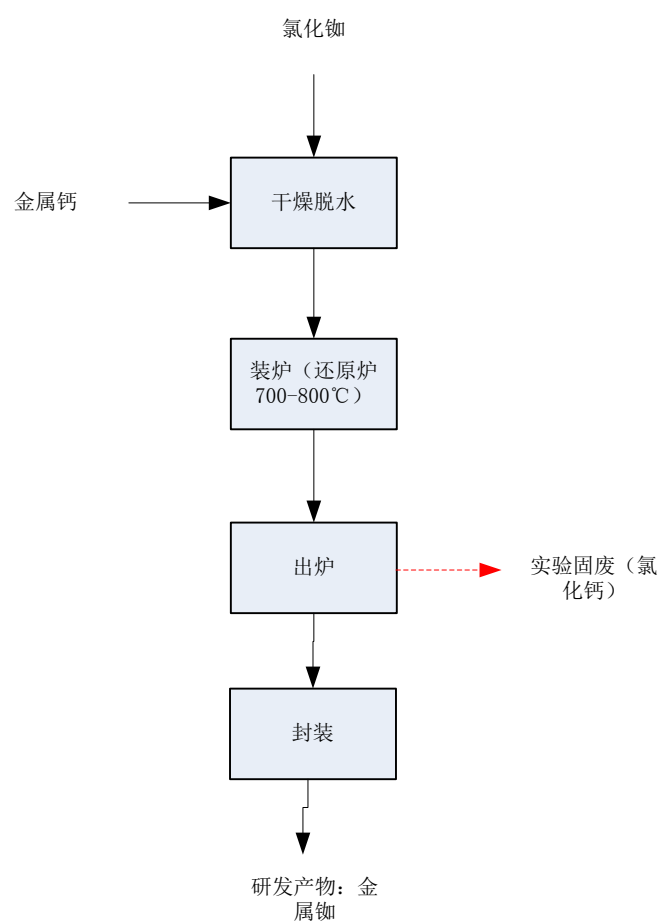 氯化铷
金属钙
干燥脱水
装炉（还原炉
700-800℃）
出炉
实验固废（氯
化钙）
封装
研发产物：金
属铷